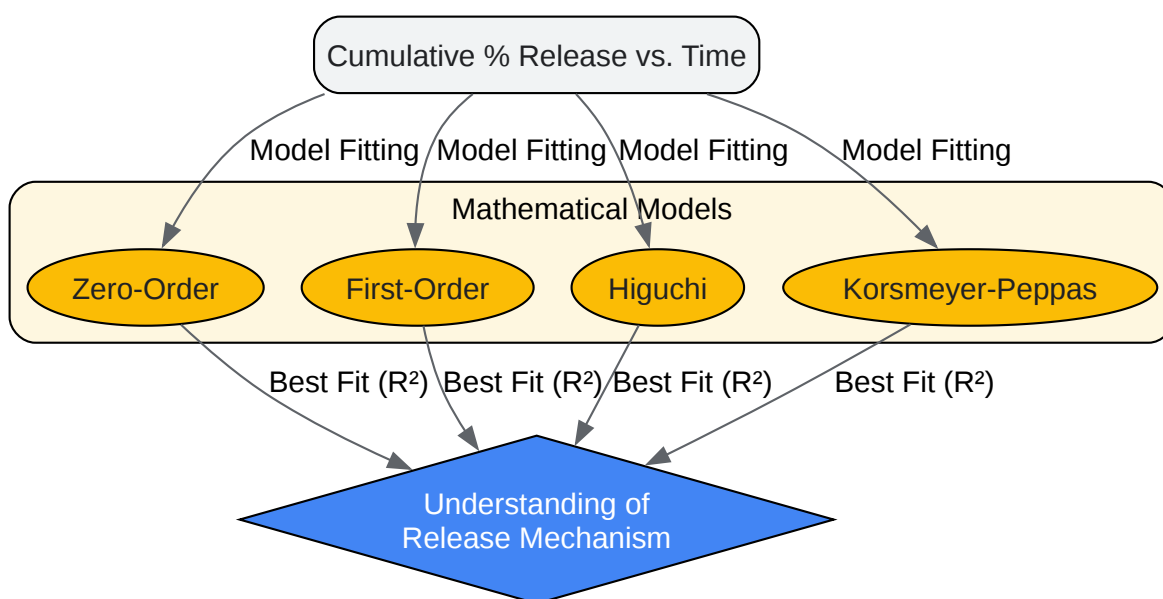 Cumulative % Release vs. Time
Model Fitting
Model Fitting
Model Fitting
Model Fitting
Mathematical Models
Zero-Order
First-Order
Higuchi
Korsmeyer-Peppas
Best Fit (R²)
Best Fit (R²)
Best Fit (R²)
Best Fit (R²)
Understanding of
Release Mechanism